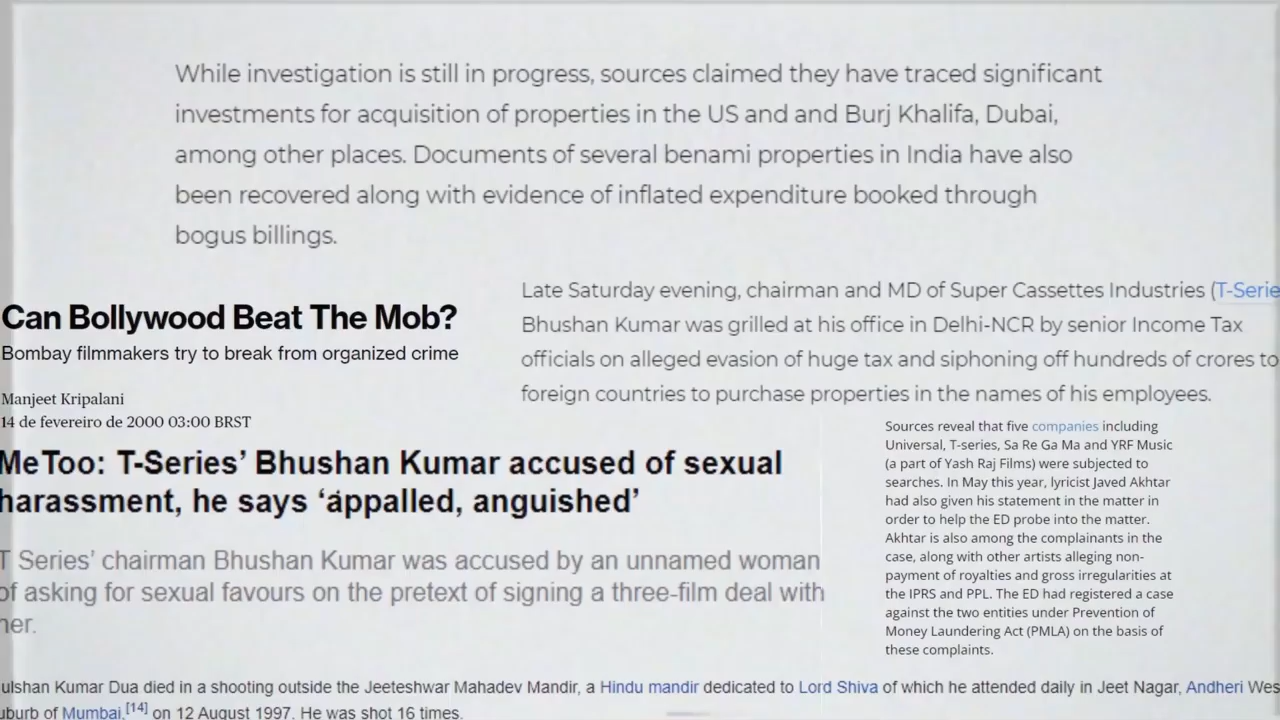 While investigation is still in progress, sources claimed they have traced significant
investments for acquisition of properties in the US and and Burj Khalifa, Dubai,
among other places. Documents of several benami properties in India have also
been recovered along with evidence of inflated expenditure booked through
bogus billings.
Can Bollywood Beat The Mob?
Bombay filmmakers try to break from organized crime
Manjeet Kripalani
14 de fevereiro de 2000 03:00 BRST
Late Saturday evening, chairman and MD of Super Cassettes Industries (T-Serie
Bhushan Kumar was grilled at his office in Delhi-NCR by senior Income Tax
officials on alleged evasion of huge tax and siphoning off hundreds of crores to
foreign countries to purchase properties in the names of his employees.
MeToo: T-Series’ Bhushan Kumar accused of sexual
harassment, he says ‘appalled, anguished’
T Series’ chairman Bhushan Kumar was accused by an unnamed woman
of asking for sexual favours on the pretext of signing a three-film deal with
her.
Sources reveal that five companies including
Universal, T-series, Sa Re Ga Ma and YRF Music
(a part of Yash Raj Films) were subjected to
searches. In May this year, lyricist Javed Akhtar
had also given his statement in the matter in
order to help the ED probe into the matter.
Akhtar is also among the complainants in the
case, along with other artists alleging non-
payment of royalties and gross irregularities at
the IPRS and PPL. The ED had registered a case
against the two entities under Prevention of
Money Laundering Act (PMLA) on the basis of
these complaints.
ulshan Kumar Dua died in a shooting outside the Jeeteshwar Mahadev Mandir, a Hindu mandir dedicated to Lord Shiva of which he attended daily in Jeet Nagar, Andheri Wes
uburb of Mumbai,[14] on 12 August 1997. He was shot 16 times.